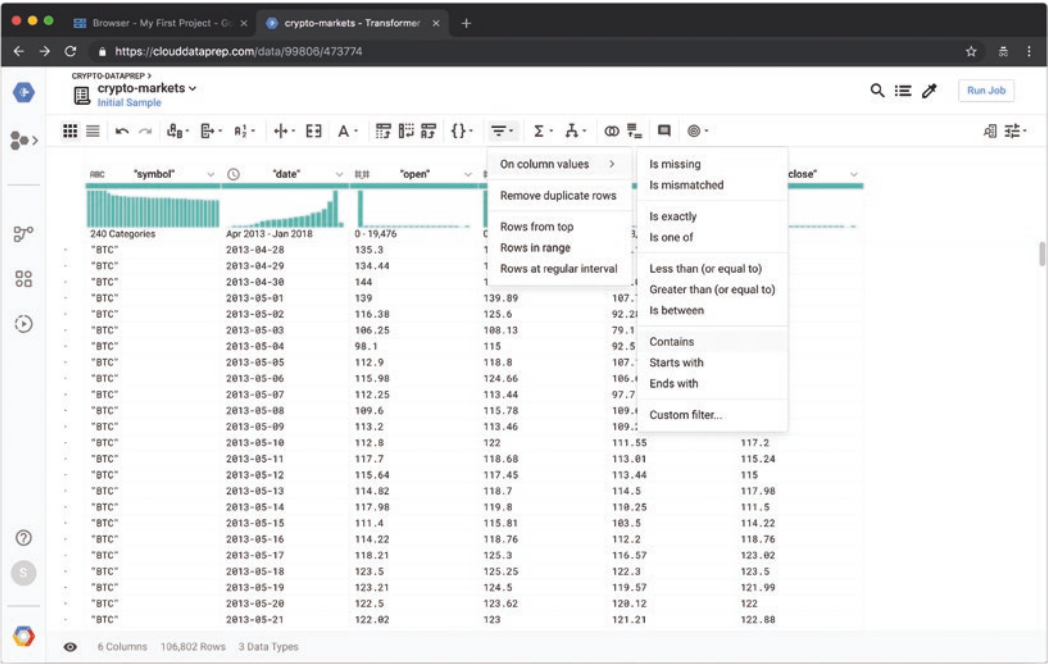 Browser - My First Project - G
crypto-markets - Transformer
https://clouddataprep.com/data/99806/473774
CRYPTO-DATAPREP >
crypto-markets
Initial Sample
Run Job
On column values >
Remove duplicate rows
Rows from top
Rows in range
Rows at regular interval
Is missing
Is mismatched
Is exactly
Is one of
Less than (or equal to)
Greater than (or equal to)
Is between
Contains
Starts with
Ends with
Custom filter...
ABC "symbol" "date" #.# "open" close"
240 Categories Apr 2013 - Jan 2018 0 - 19,476
"BTC" 2013-04-28 135.3
"BTC" 2013-04-29 134.44
"BTC" 2013-04-30 144
"BTC" 2013-05-01 139 139.89 107.
"BTC" 2013-05-02 116.38 125.6 92.2
"BTC" 2013-05-03 106.25 108.13 79.1
"BTC" 2013-05-04 98.1 115 92.5
"BTC" 2013-05-05 112.9 118.8 107.
"BTC" 2013-05-06 115.98 124.66 106.
"BTC" 2013-05-07 112.25 113.44 97.7
"BTC" 2013-05-08 109.6 115.78 109.
"BTC" 2013-05-09 113.2 113.46 109.2
"BTC" 2013-05-10 112.8 122 111.55 117.2
"BTC" 2013-05-11 117.7 118.68 113.01 115.24
"BTC" 2013-05-12 115.64 117.45 113.44 115
"BTC" 2013-05-13 114.82 118.7 114.5 117.98
"BTC" 2013-05-14 117.98 119.8 110.25 111.5
"BTC" 2013-05-15 111.4 115.81 103.5 114.22
"BTC" 2013-05-16 114.22 118.76 112.2 118.76
"BTC" 2013-05-17 118.21 125.3 116.57 123.02
"BTC" 2013-05-18 123.5 125.25 122.3 123.5
"BTC" 2013-05-19 123.21 124.5 119.57 121.99
"BTC" 2013-05-20 122.5 123.62 120.12 122
"BTC" 2013-05-21 122.02 123 121.21 122.88
S
6 Columns 106,802 Rows 3 Data Types